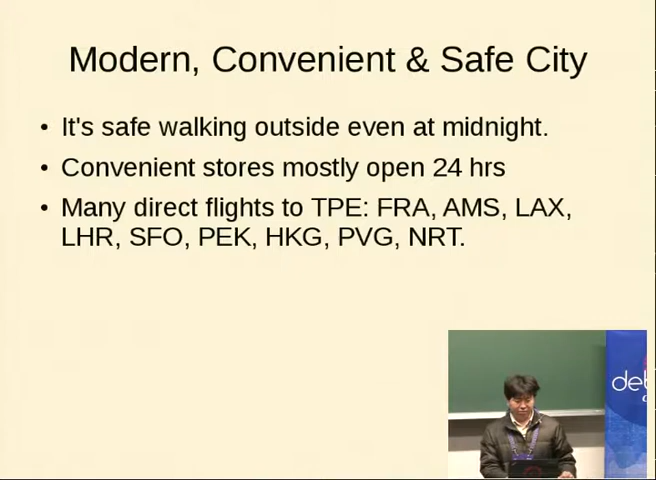 Modern, Convenient & Safe City
• It's safe walking outside even at midnight.
• Convenient stores mostly open 24 hrs
• Many direct flights to TPE: FRA, AMS, LAX,
LHR, SFO, PEK, HKG, PVG, NRT.
de